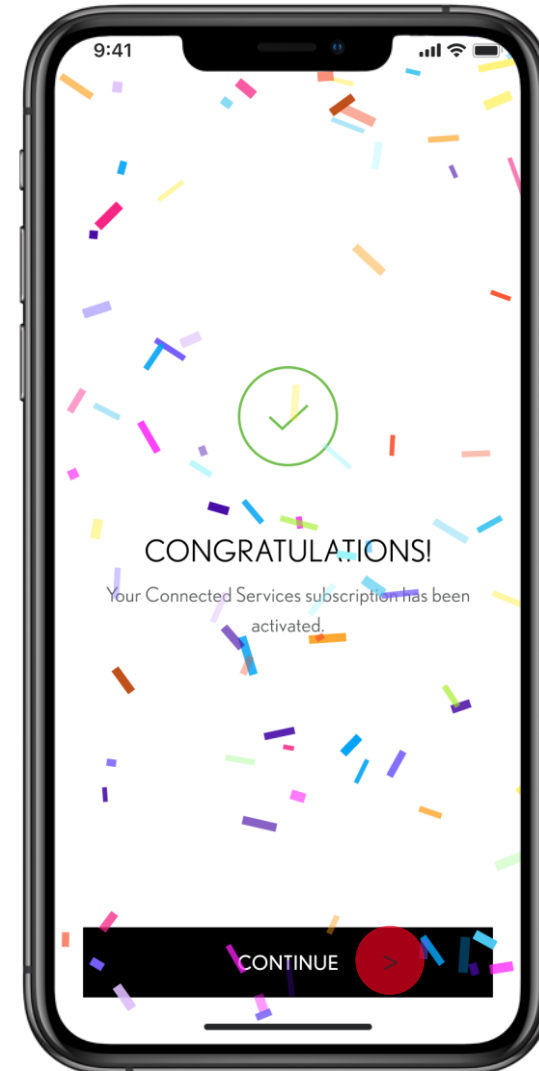 9:41
CONGRATULATIONS!
Your Connected Services subscription has been
activated.
CONTINUE >